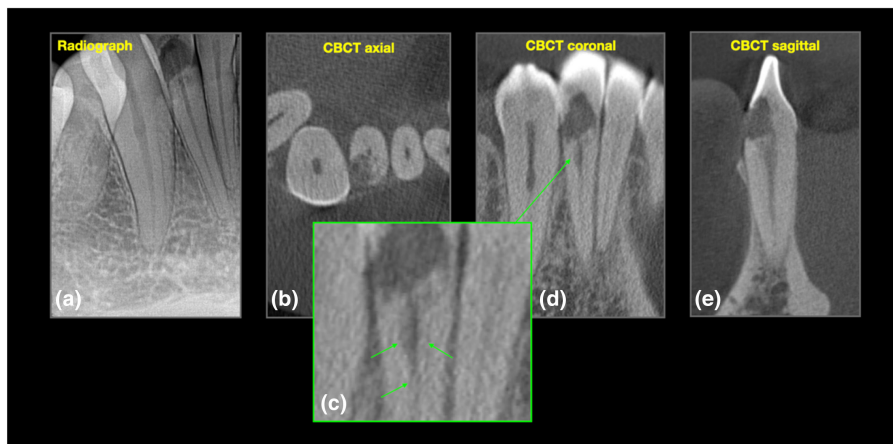 Radiograph
CBCT axial
CBCT coronal
CBCT sagittal
(a)
(b)
(c)
(d)
(e)